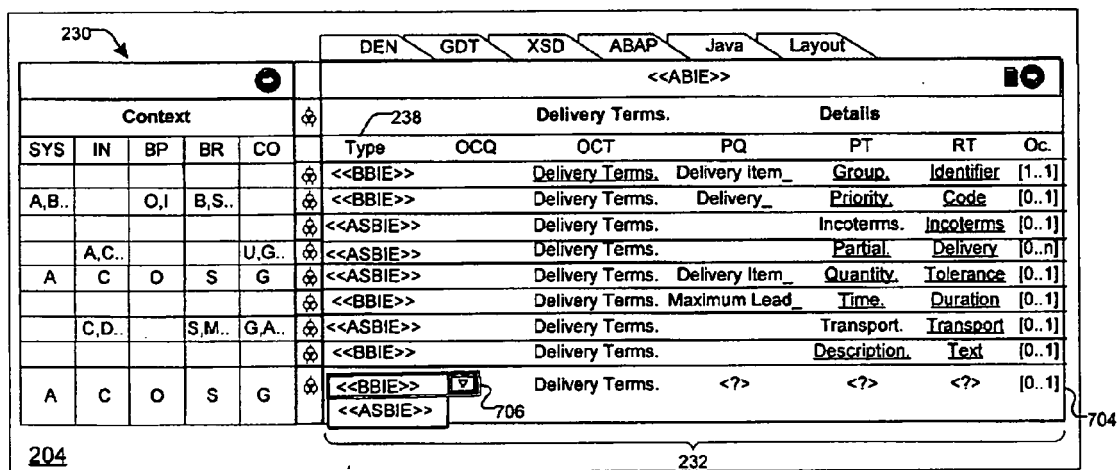 230
DEN GDT XSD ABAP Java Layout
<<ABIE>>
Context Delivery Terms. Details
238
SYS IN BP BR CO Type OCQ OCT PQ PT RT Oc.
<<BBIE>> Delivery Terms. Delivery Item_ Group. Identifier [1..1]
A,B.. O,I B,S.. <<BBIE>> Delivery Terms. Delivery_ Priority. Code [0..1]
<<ASBIE>> Delivery Terms. Incoterms. Incoterms [0..1]
A,C.. U,G.. <<ASBIE>> Delivery Terms. Partial. Delivery [0..n]
A C O S G <<ASBIE>> Delivery Terms. Delivery Item_ Quantity. Tolerance [0..1]
<<BBIE>> Delivery Terms. Maximum Lead_ Time. Duration [0..1]
C,D.. S,M.. G,A.. <<ASBIE>> Delivery Terms. Transport. Transport [0..1]
<<BBIE>> Delivery Terms. Description. Text [0..1]
A C O S G <<BBIE>> Delivery Terms. <?> <?> <?> [0..1]
<<ASBIE>> 706 704
204 232